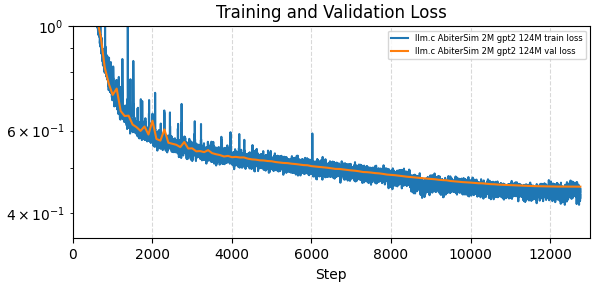 Training and Validation Loss
10⁰
llm.c AbiterSim 2M gpt2 124M train loss
llm.c AbiterSim 2M gpt2 124M val loss
6 × 10⁻¹
4 × 10⁻¹
0 2000 4000 6000 8000 10000 12000
Step